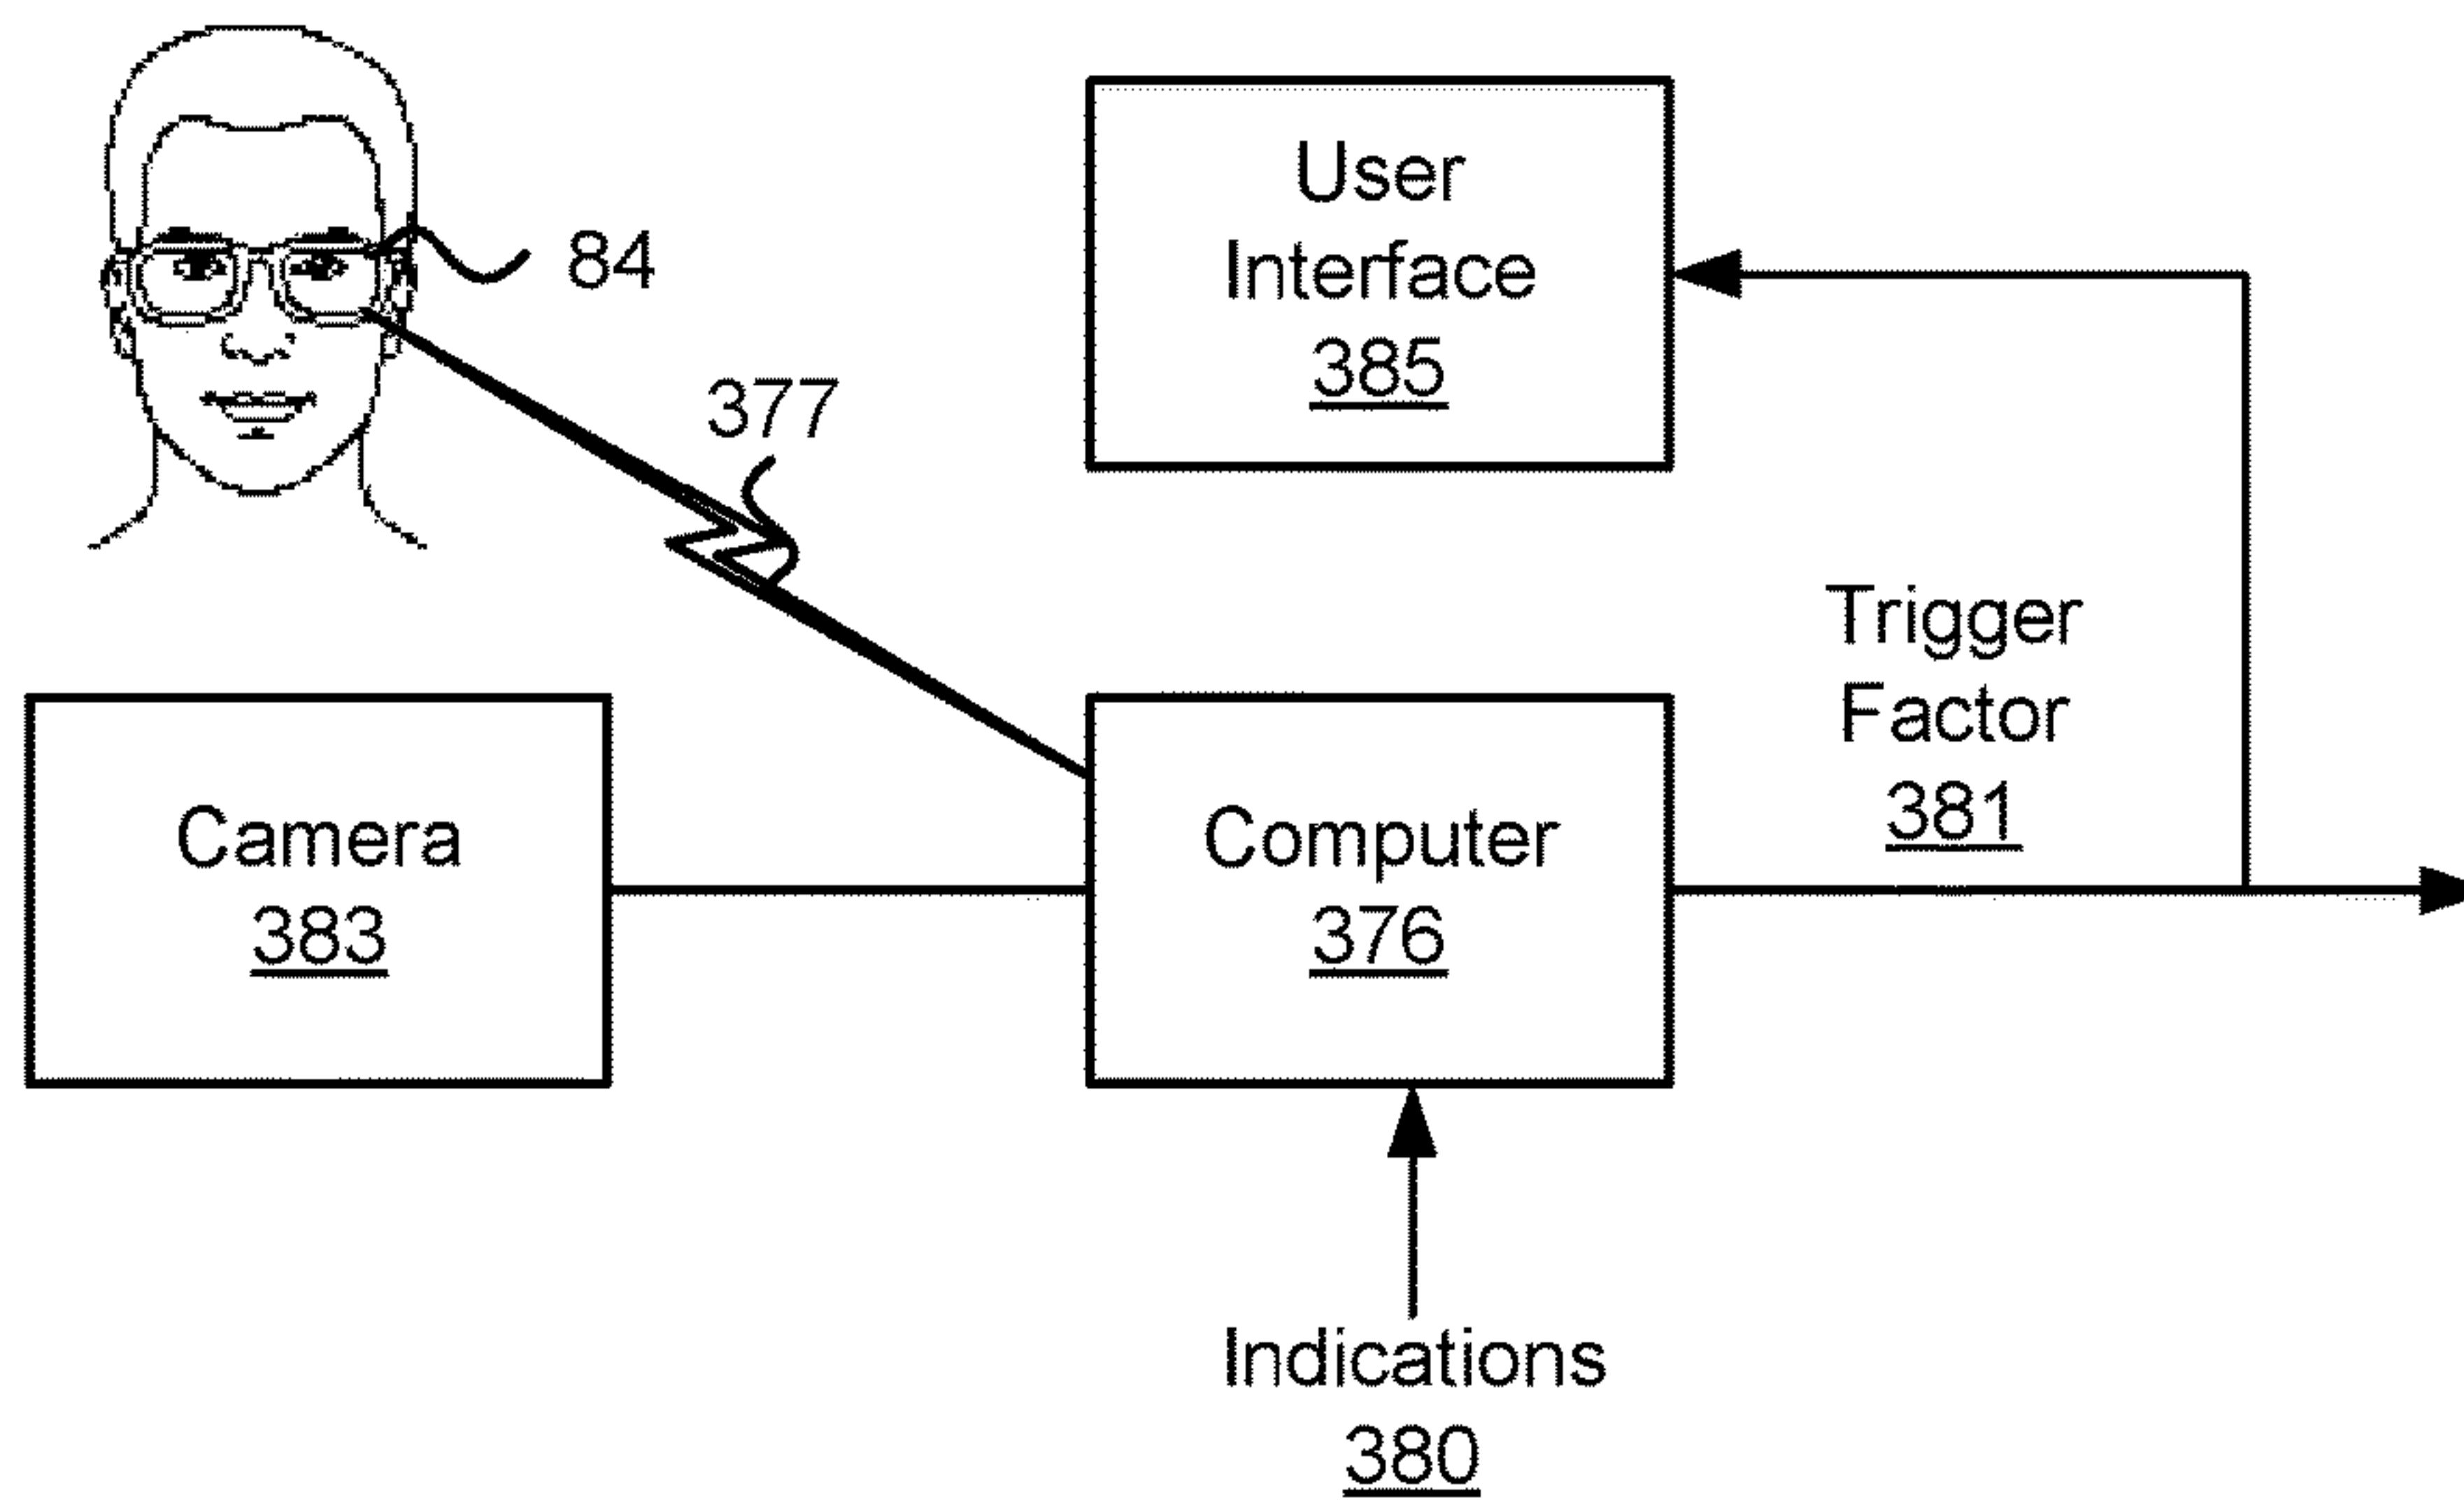 84
377
User
Interface
385
Trigger
Factor
381
Camera
383
Computer
376
Indications
380